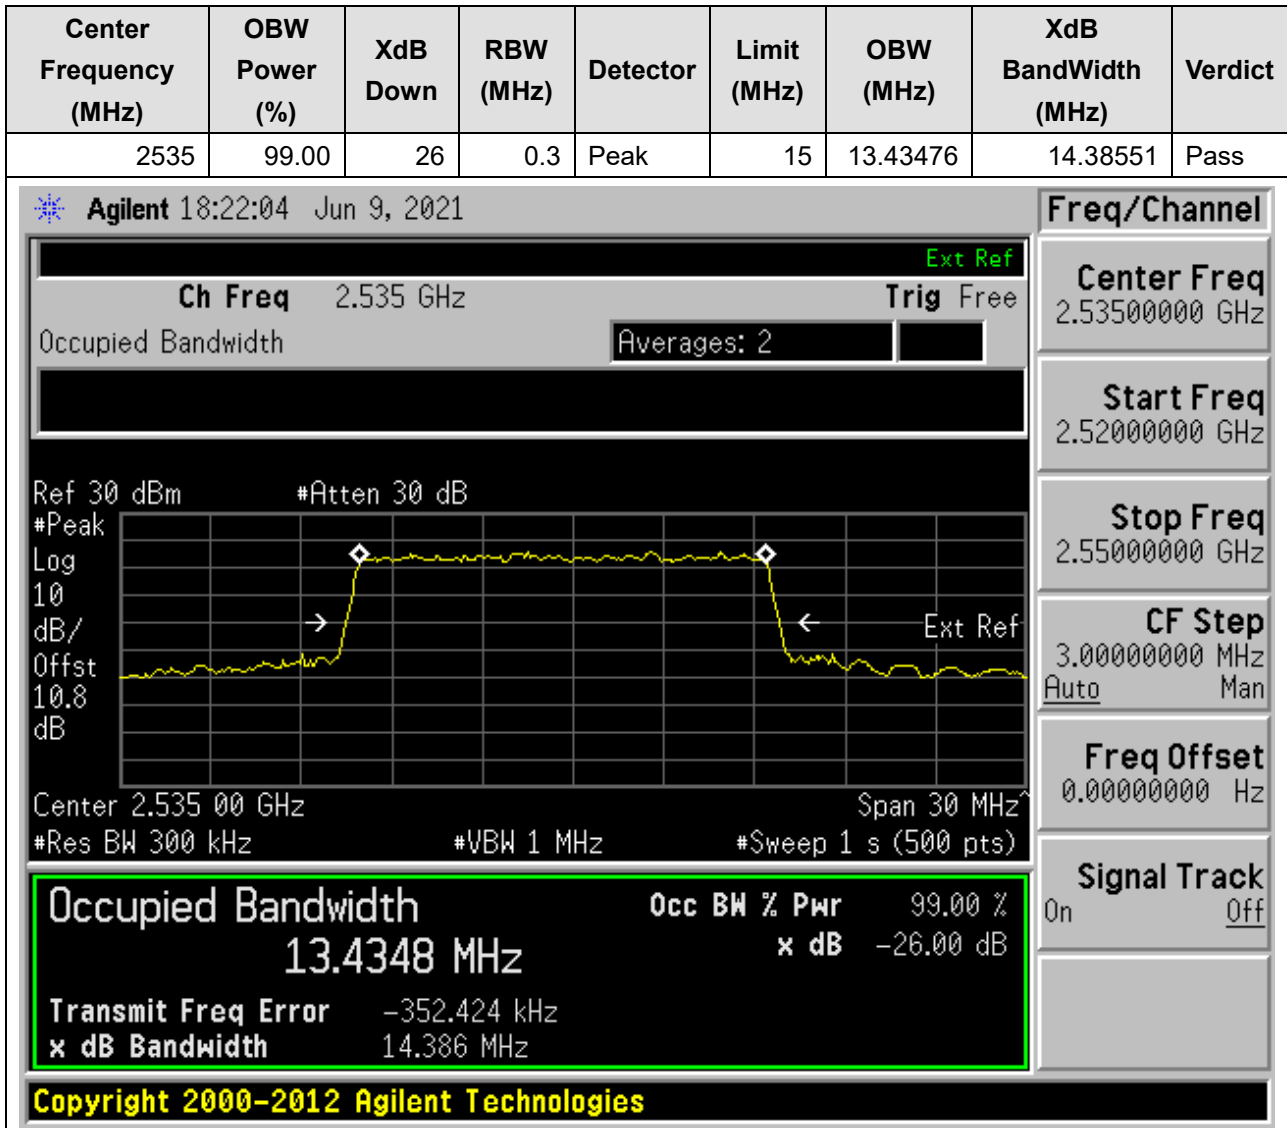 Center Frequency (MHz) OBW Power (%) XdB Down RBW (MHz) Detector Limit (MHz) OBW (MHz) XdB BandWidth (MHz) Verdict
2535 99.00 26 0.3 Peak 15 13.43476 14.38551 Pass
Agilent 18:22:04 Jun 9, 2021
Freq/Channel
Ext Ref
Ch Freq 2.535 GHz Trig Free
Occupied Bandwidth Averages: 2
Center Freq
2.53500000 GHz
Start Freq
2.52000000 GHz
Stop Freq
2.55000000 GHz
CF Step
3.00000000 MHz
Auto Man
Freq Offset
0.00000000 Hz
Signal Track
On Off
Ref 30 dBm #Atten 30 dB
#Peak
Log
10
dB/
Offst
10.8
dB
Ext Ref
Center 2.535 00 GHz Span 30 MHz^
#Res BW 300 kHz #VBW 1 MHz #Sweep 1 s (500 pts)
Occupied Bandwidth Occ BW % Pwr 99.00 %
13.4348 MHz x dB -26.00 dB
Transmit Freq Error -352.424 kHz
x dB Bandwidth 14.386 MHz
Copyright 2000-2012 Agilent Technologies